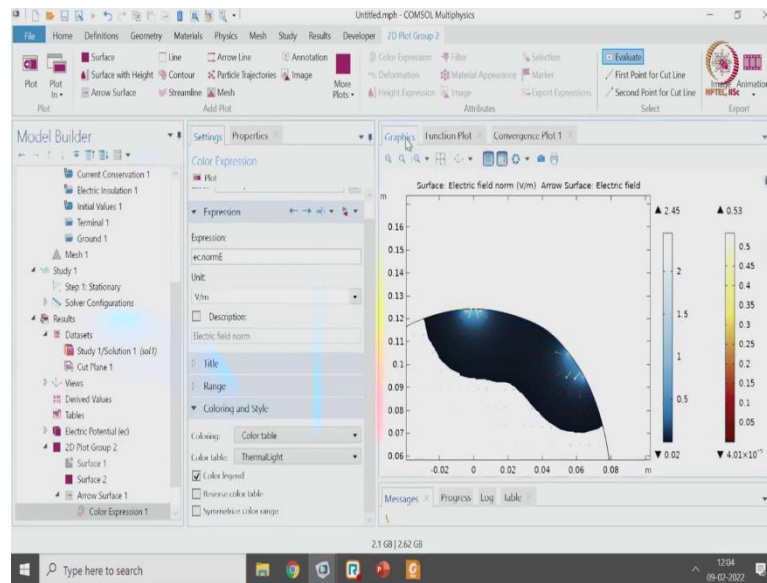 Untitled.mph - COMSOL Multiphysics
File Home Definitions Geometry Materials Physics Mesh Study Results Developer 2D Plot Group 2
Plot
Plot In
Surface
Surface with Height
Arrow Surface
Line
Contour
Streamline
Arrow Line
Particle Trajectories
Mesh
Annotation
Image
More Plots
Color Expression
Deformation
Height Expression
Filter
Material Appearance
Image
Selection
Marker
Export Expressions
Evaluate
First Point for Cut Line
Second Point for Cut Line
Image
Animation
NPTEL, IISc
Plot
Add Plot
Attributes
Select
Export
Model Builder
Current Conservation 1
Electric Insulation 1
Initial Values 1
Terminal 1
Ground 1
Mesh 1
Study 1
Step 1: Stationary
Solver Configurations
Results
Datasets
Study 1/Solution 1 (sol1)
Cut Plane 1
Views
Derived Values
Tables
Electric Potential (ec)
2D Plot Group 2
Surface 1
Surface 2
Arrow Surface 1
Color Expression 1
Settings Properties
Color Expression
Plot
Expression
Expression:
ec.normE
Unit:
V/m
Description:
Electric field norm
Title
Range
Coloring and Style
Coloring: Color table
Color table: ThermalLight
Color legend
Reverse color table
Symmetrize color range
Graphics Function Plot Convergence Plot 1
Surface: Electric field norm (V/m) Arrow Surface: Electric field
m
0.16
0.15
0.14
0.13
0.12
0.11
0.1
0.09
0.08
0.07
0.06
-0.02 0 0.02 0.04 0.06 0.08 m
▲ 2.45
2
1.5
1
0.5
▼ 0.02
▲ 0.53
0.5
0.45
0.4
0.35
0.3
0.25
0.2
0.15
0.1
0.05
Messages Progress Log Table
2.1 GB | 2.62 GB
Type here to search
12:04
09-02-2022